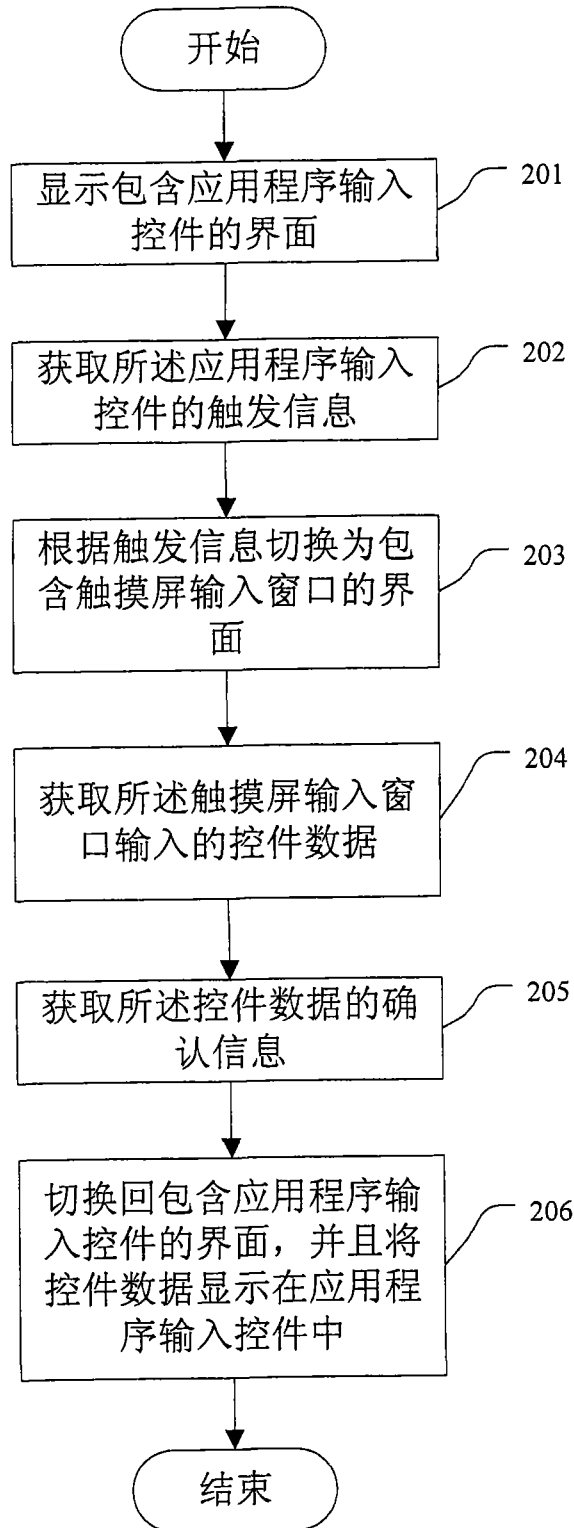 开始
显示包含应用程序输入
控件的界面
201
获取所述应用程序输入
控件的触发信息
202
根据触发信息切换为包
含触摸屏输入窗口的界
面
203
获取所述触摸屏输入窗
口输入的控件数据
204
获取所述控件数据的确
认信息
205
切换回包含应用程序输
入控件的界面，并且将
控件数据显示在应用程
序输入控件中
206
结束